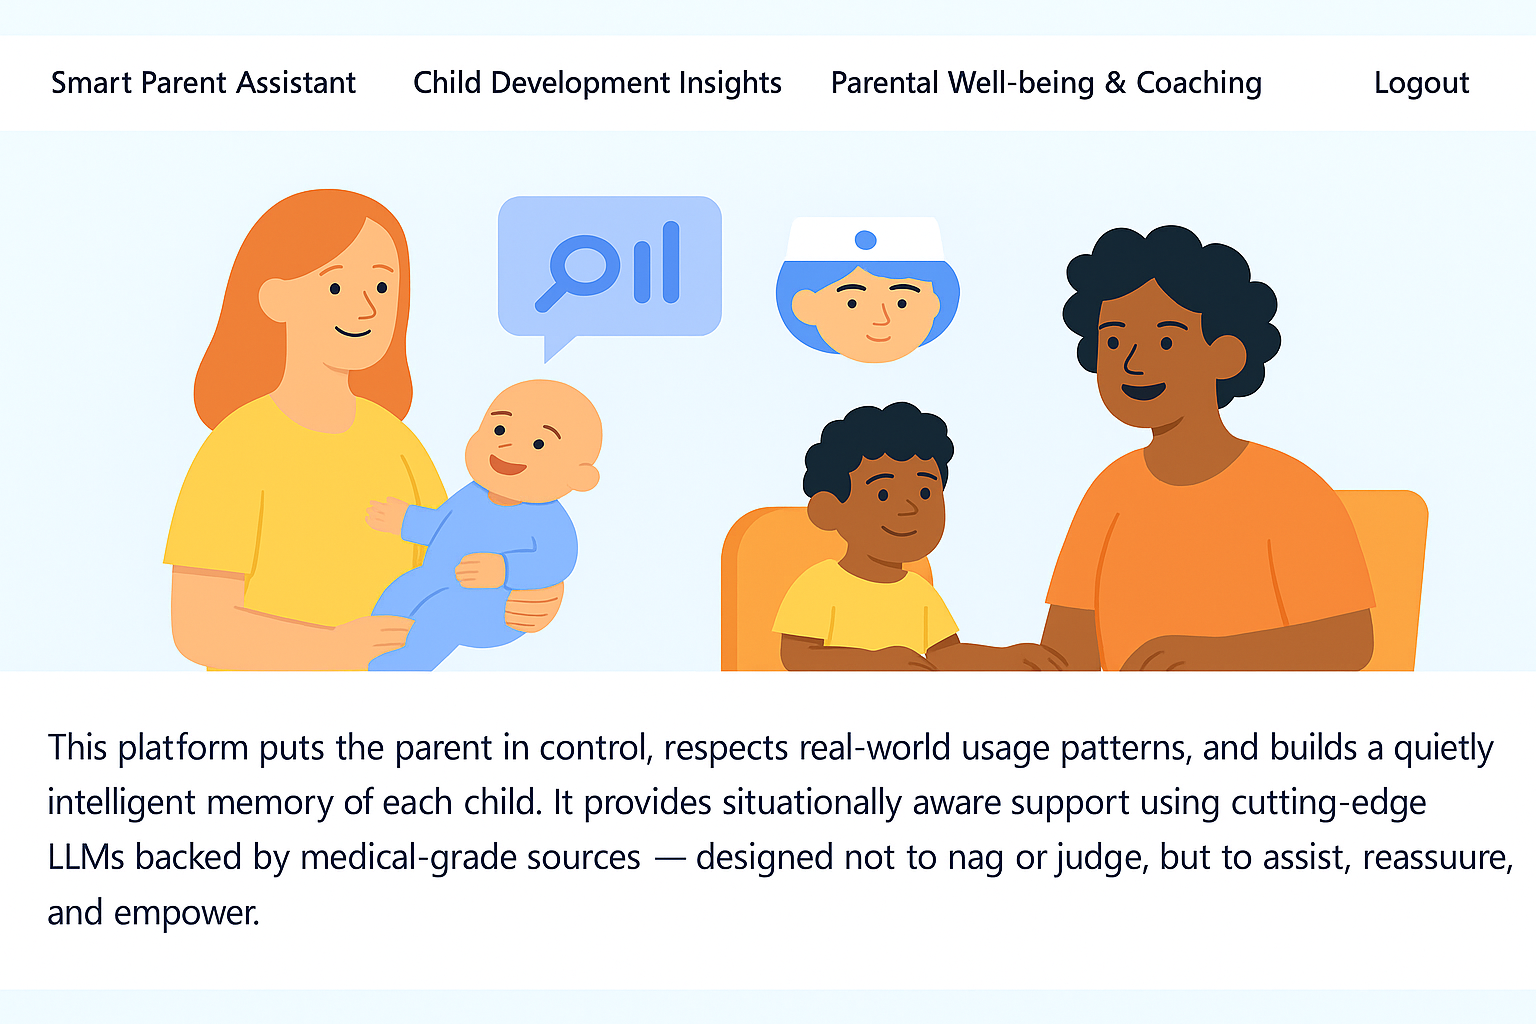 Smart Parent Assistant Child Development Insights Parental Well-being & Coaching Logout
This platform puts the parent in control, respects real-world usage patterns, and builds a quietly
intelligent memory of each child. It provides situationally aware support using cutting-edge
LLMs backed by medical-grade sources — designed not to nag or judge, but to assist, reassuure,
and empower.